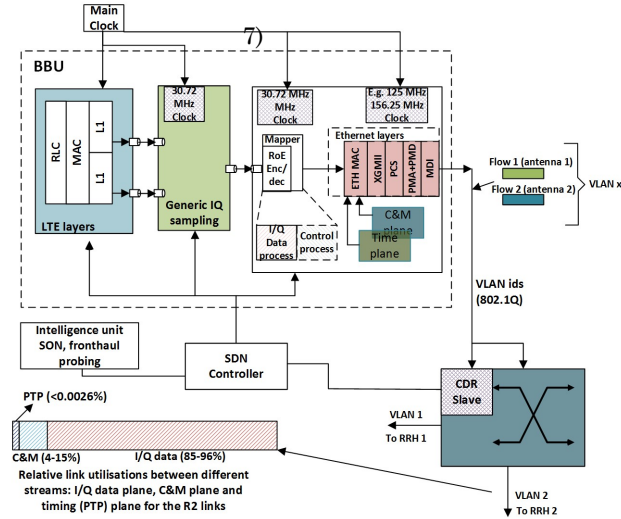 Main
Clock
7)
BBU
30.72
MHz
Clock
30.72 MHz
MHz
Clock
E.g. 125 MHz
156.25 MHz
Clock
RLC
MAC
L1
L1
LTE layers
Generic IQ
sampling
Mapper
RoE
Enc/
dec
Ethernet layers
ETH MAC
XGMII
PCS
PMA+PMD
MDI
I/Q
Data
process
Control
process
C&M
plane
Time
plane
Flow 1 (antenna 1)
Flow 2 (antenna 2)
VLAN x
VLAN ids
(802.1Q)
Intelligence unit
SON, fronthaul
probing
SDN
Controller
CDR
Slave
VLAN 1
To RRH 1
VLAN 2
To RRH 2
PTP (<0.0026%)
C&M (4-15%)
I/Q data (85-96%)
Relative link utilisations between different
streams: I/Q data plane, C&M plane and
timing (PTP) plane for the R2 links